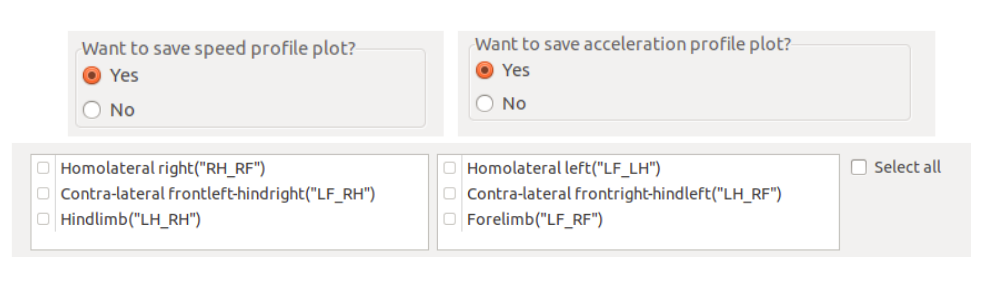 Want to save speed profile plot?
Yes
No
Want to save acceleration profile plot?
Yes
No
Homolateral right("RH_RF")
Contra-lateral frontleft-hindright("LF_RH")
Hindlimb("LH_RH")
Homolateral left("LF_LH")
Contra-lateral frontright-hindleft("LH_RF")
Forelimb("LF_RF")
Select all